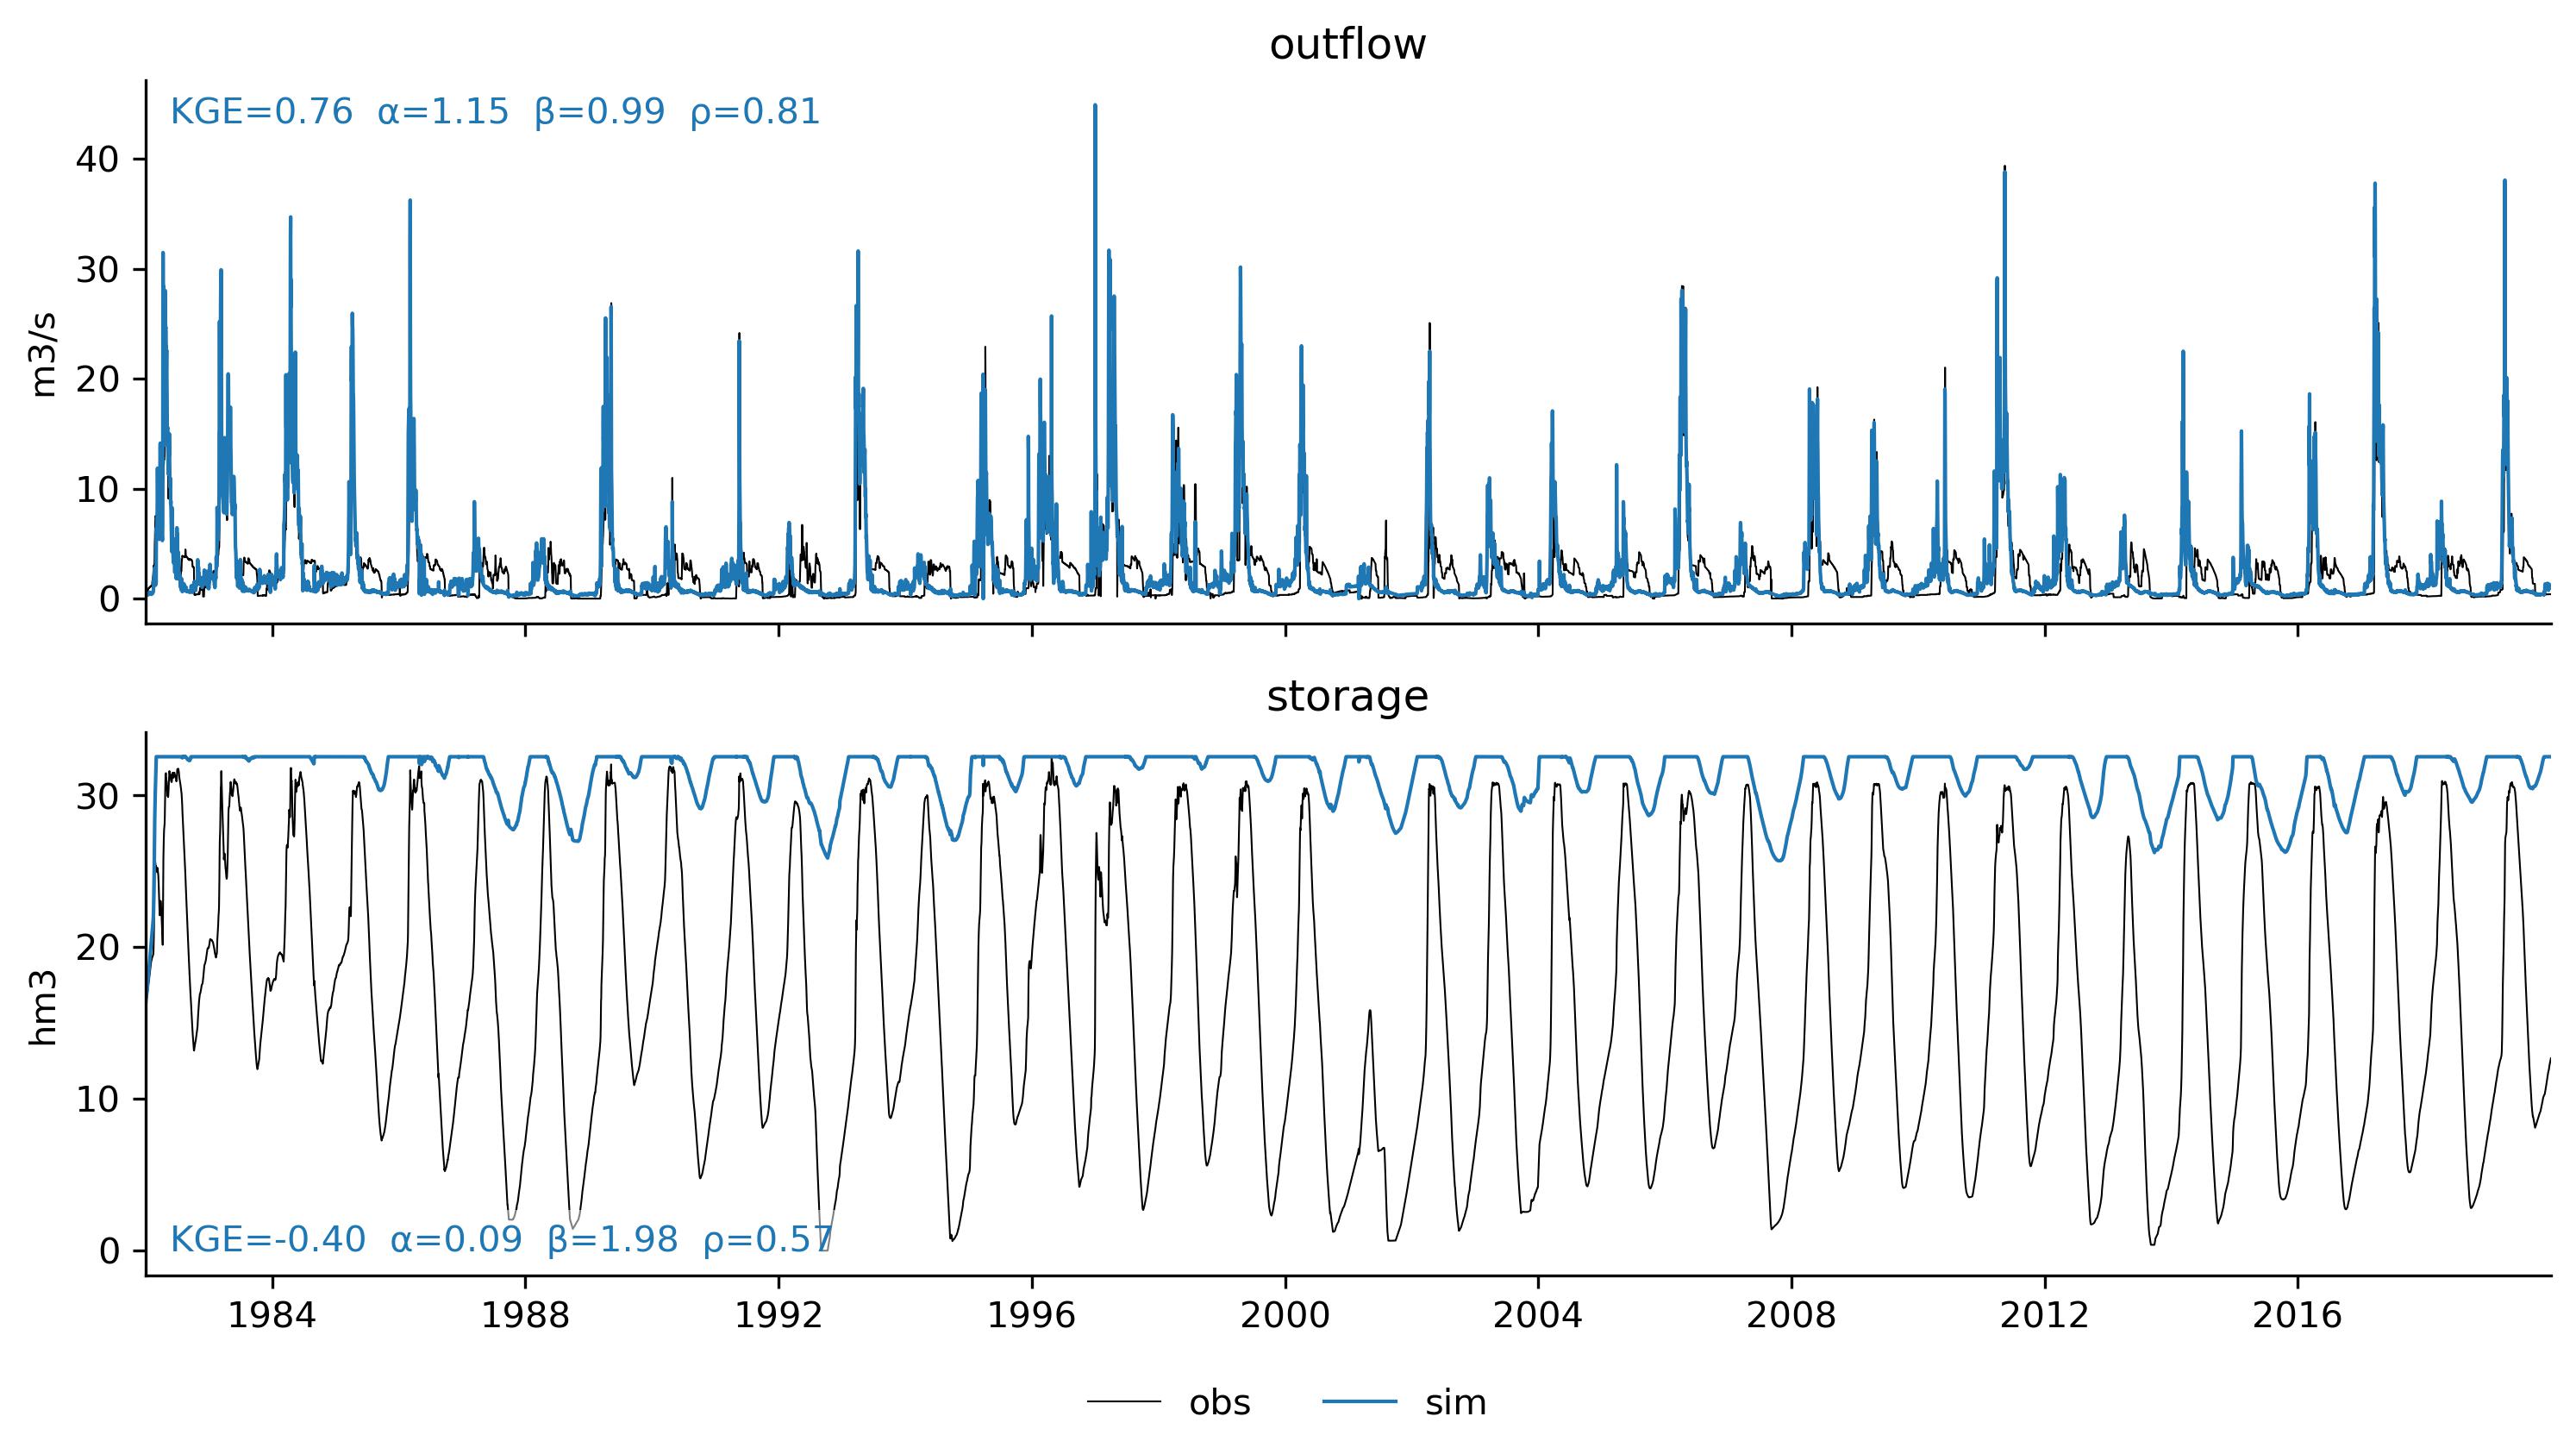 outflow
KGE=0.76 α=1.15 β=0.99 ρ=0.81
m3/s
40
30
20
10
0
storage
hm3
30
20
10
0
KGE=-0.40 α=0.09 β=1.98 ρ=0.57
1984 1988 1992 1996 2000 2004 2008 2012 2016
obs sim